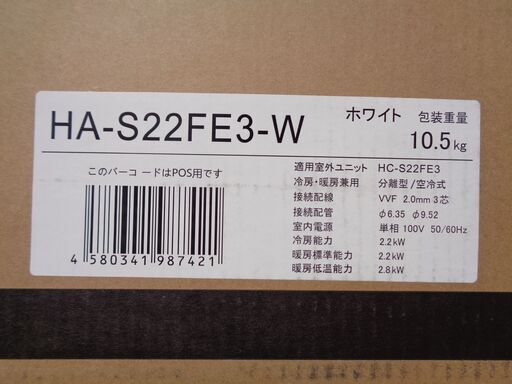 HA-S22FE3-W
ホワイト 包装重量
10.5kg
このバーコードはPOS用です
4 580341 987421
適用室外ユニット HC-S22FE3
冷房・暖房兼用 分離型/空冷式
接続配線 VVF 2.0mm 3芯
接続配管 φ6.35 φ9.52
室内電源 単相 100V 50/60Hz
冷房能力 2.2kW
暖房標準能力 2.2kW
暖房低温能力 2.8kW